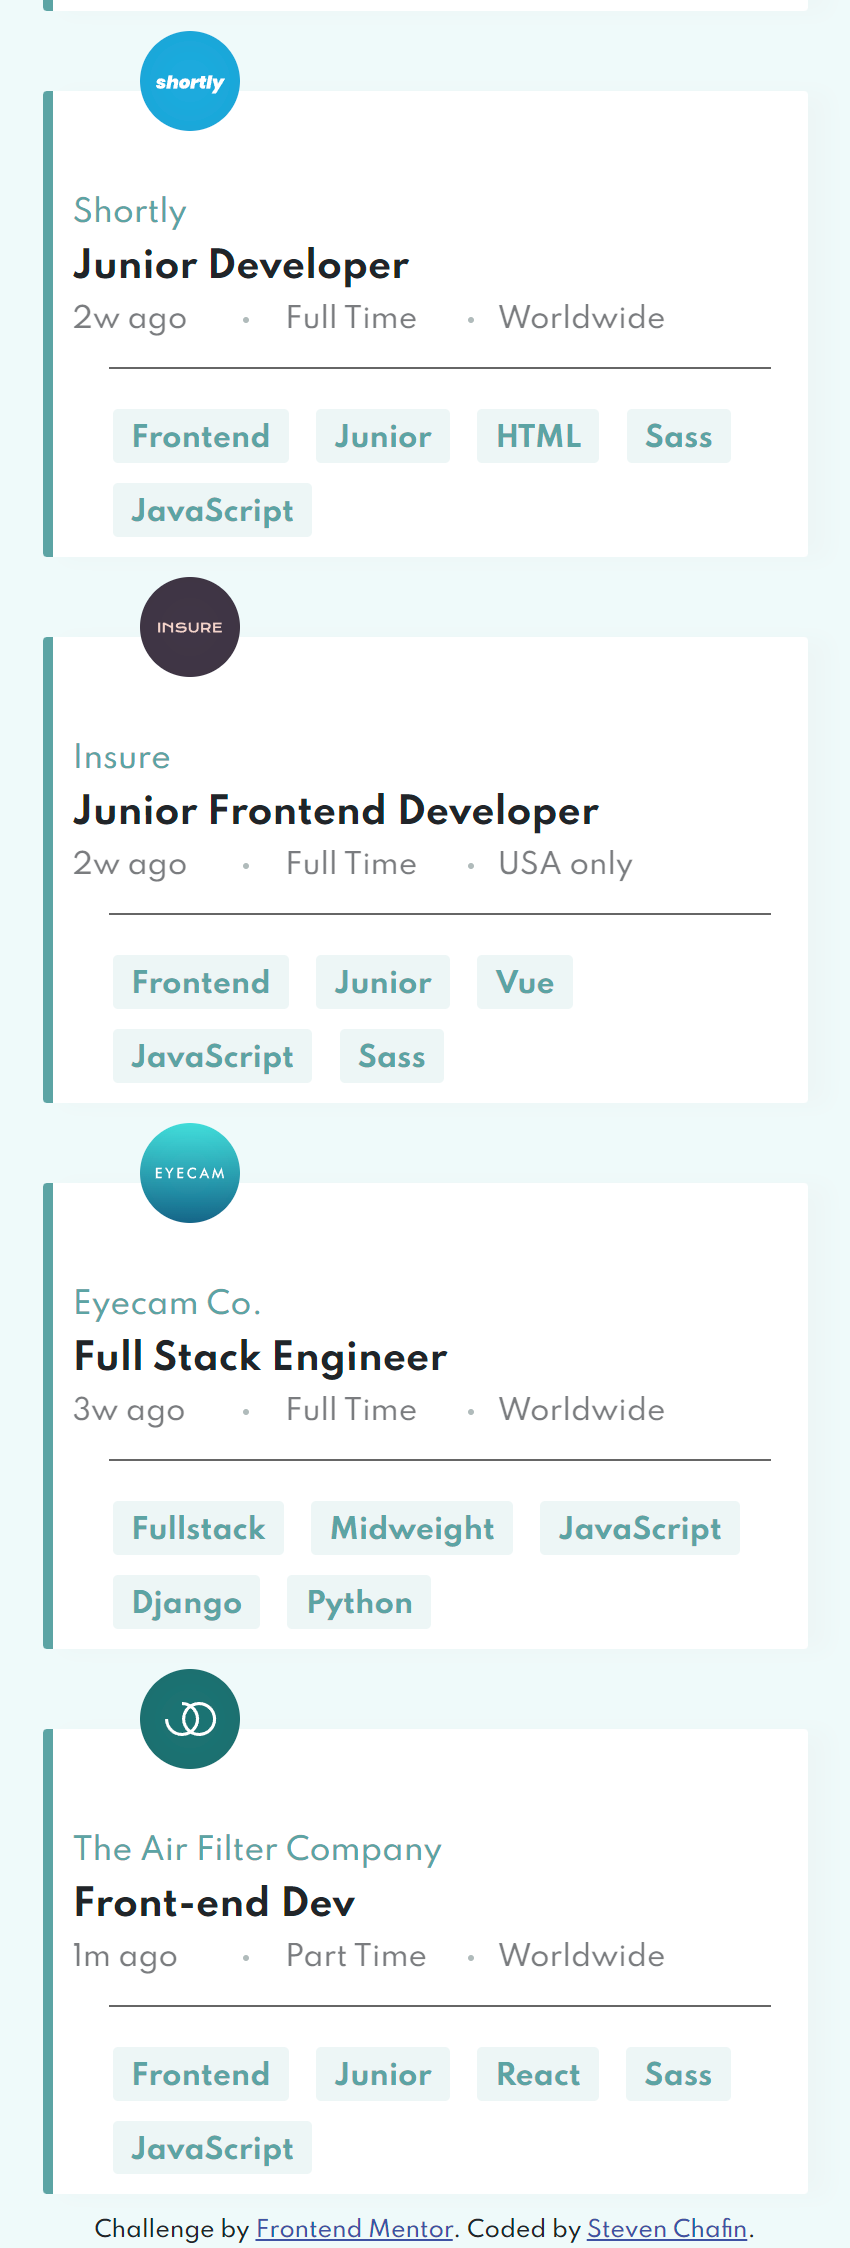 shortly
Shortly
Junior Developer
2w ago • Full Time • Worldwide
Frontend Junior HTML Sass
JavaScript
INSURE
Insure
Junior Frontend Developer
2w ago • Full Time • USA only
Frontend Junior Vue
JavaScript Sass
EYECAM
Eyecam Co.
Full Stack Engineer
3w ago • Full Time • Worldwide
Fullstack Midweight JavaScript
Django Python
The Air Filter Company
Front-end Dev
1m ago • Part Time • Worldwide
Frontend Junior React Sass
JavaScript
Challenge by Frontend Mentor. Coded by Steven Chafin.